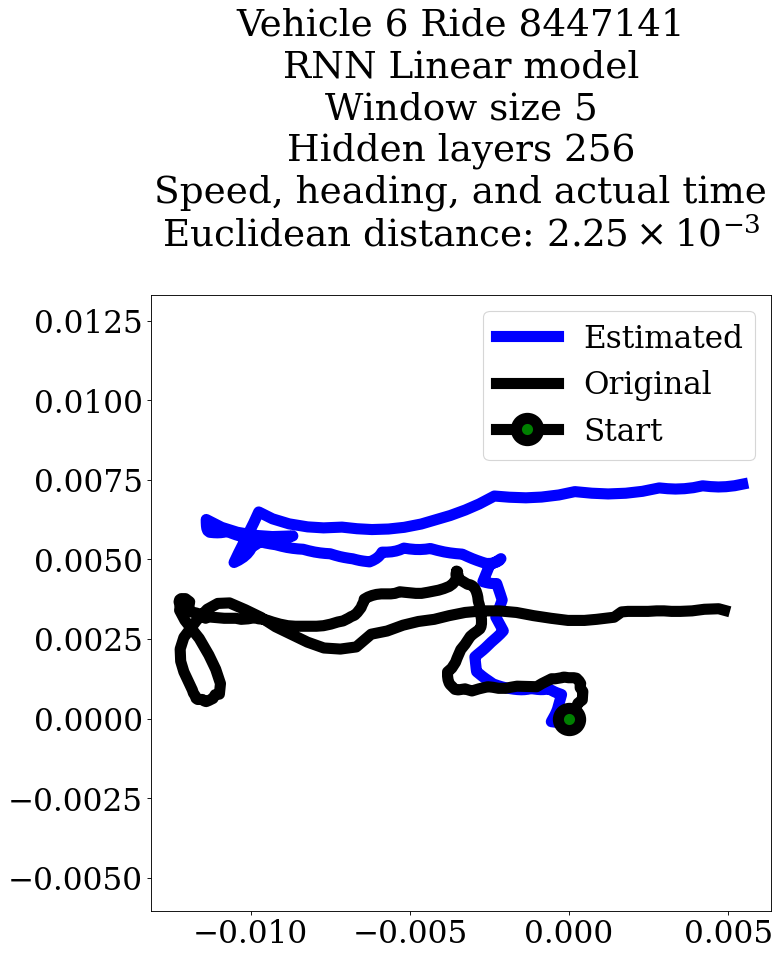 Vehicle 6 Ride 8447141
RNN Linear model
Window size 5
Hidden layers 256
Speed, heading, and actual time
Euclidean distance: 2.25 × 10⁻³
Estimated
Original
Start
0.0125
0.0100
0.0075
0.0050
0.0025
0.0000
−0.0025
−0.0050
−0.010 −0.005 0.000 0.005